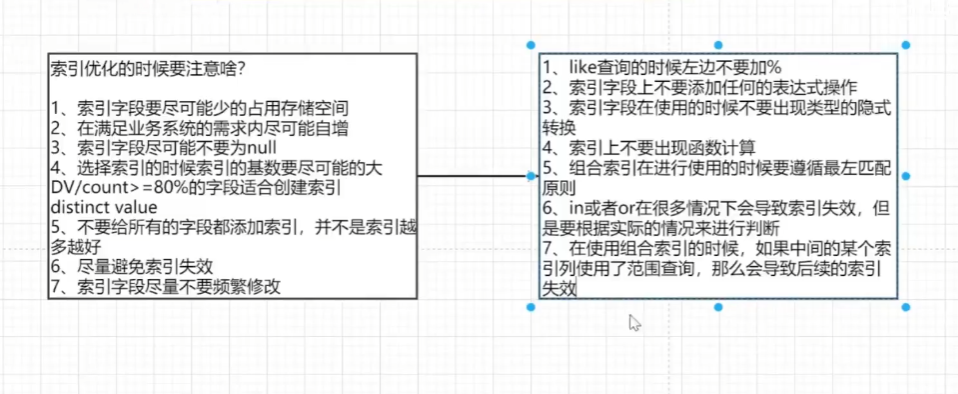 索引优化的时候要注意啥?
1、索引字段要尽可能少的占用存储空间
2、在满足业务系统的需求内尽可能自增
3、索引字段尽可能不要为null
4、选择索引的时候索引的基数要尽可能的大
DV/count>=80%的字段适合创建索引
distinct value
5、不要给所有的字段都添加索引，并不是索引越
多越好
6、尽量避免索引失效
7、索引字段尽量不要频繁修改
1、like查询的时候左边不要加%
2、索引字段上不要添加任何的表达式操作
3、索引字段在使用的时候不要出现类型的隐式
转换
4、索引上不要出现函数计算
5、组合索引在进行使用的时候要遵循最左匹配
原则
6、in或者or在很多情况下会导致索引失效，但
是要根据实际的情况来进行判断
7、在使用组合索引的时候，如果中间的某个索
引列使用了范围查询，那么会导致后续的索引
失效